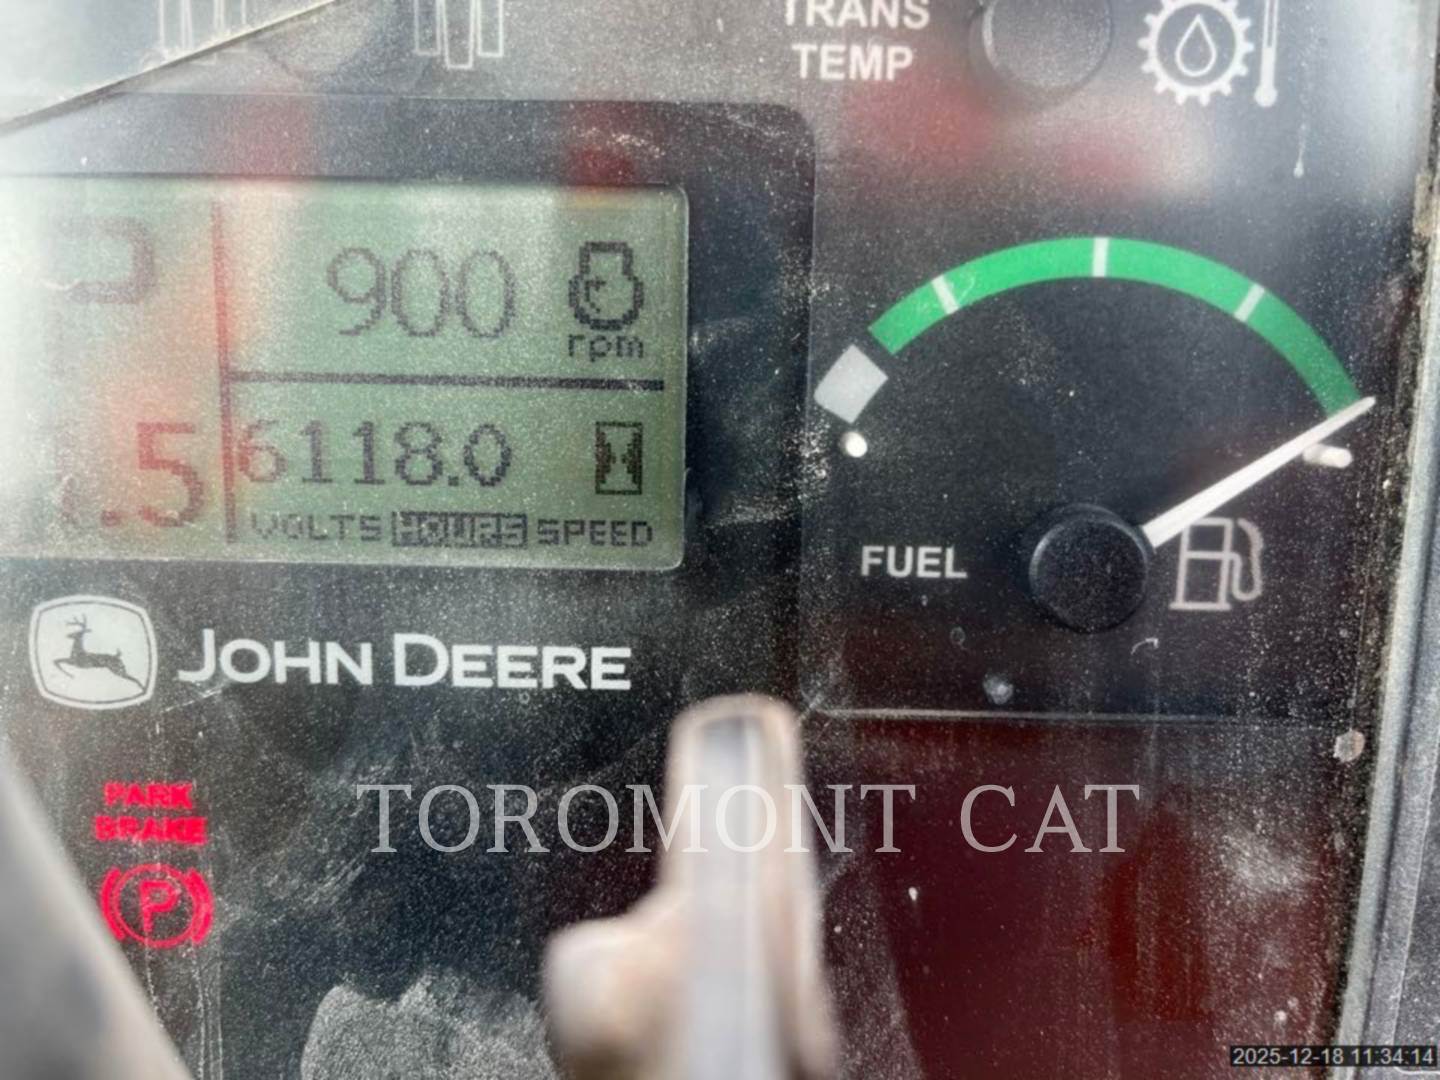 TRANS
TEMP
900
rpm
.5
6118.0
VOLTS HOURS SPEED
FUEL
JOHN DEERE
PARK
BRAKE
P
TOROMONT CAT
2025-12-18 11:34:14